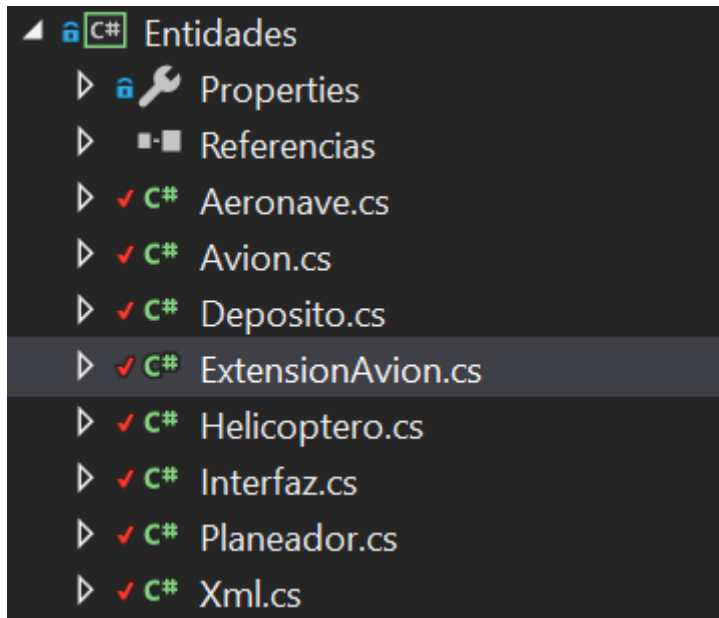 C# Entidades
Properties
Referencias
C# Aeronave.cs
C# Avion.cs
C# Deposito.cs
C# ExtensionAvion.cs
C# Helicoptero.cs
C# Interfaz.cs
C# Planeador.cs
C# Xml.cs